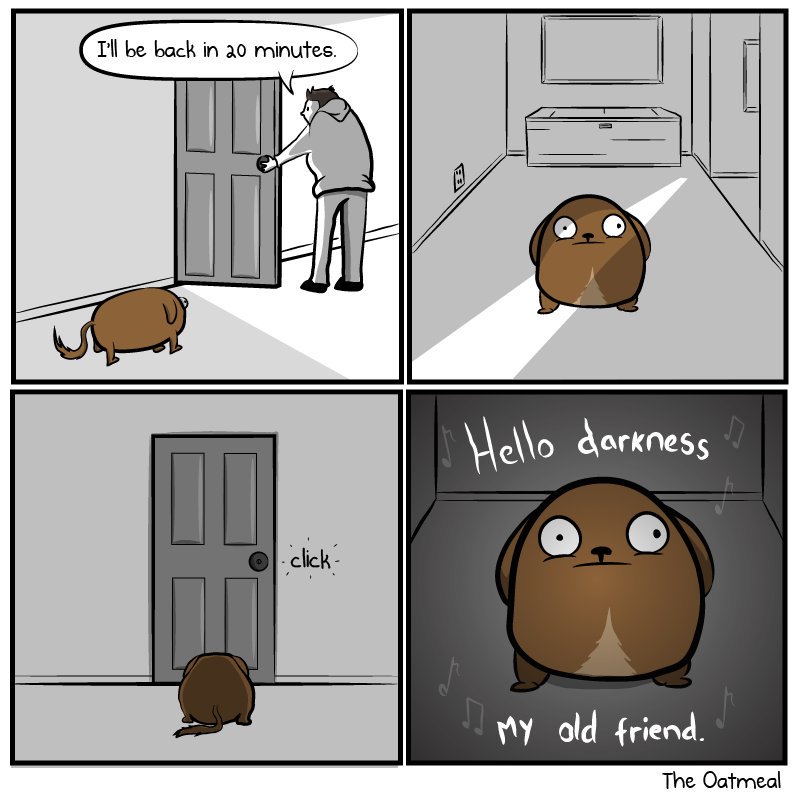 I'll be back in 20 minutes.
click
Hello darkness
My old friend.
The Oatmeal